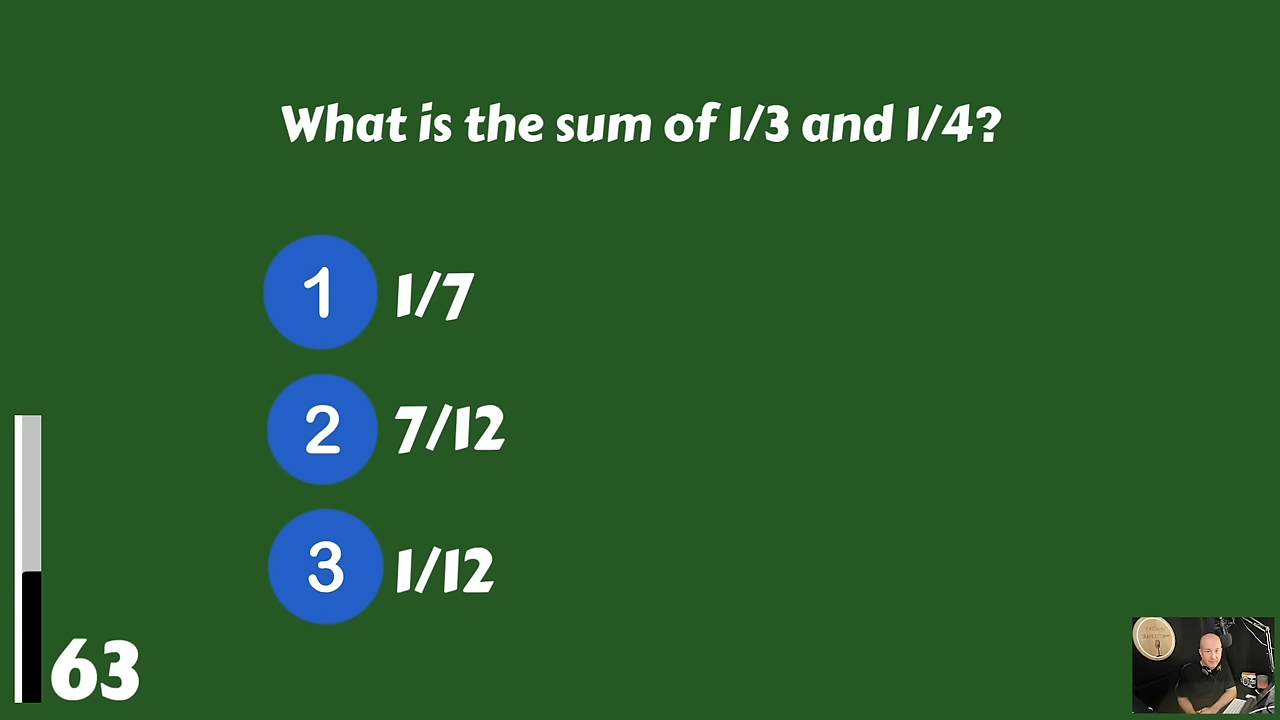 What is the sum of 1/3 and 1/4?
1 1/7
2 7/12
3 1/12
63